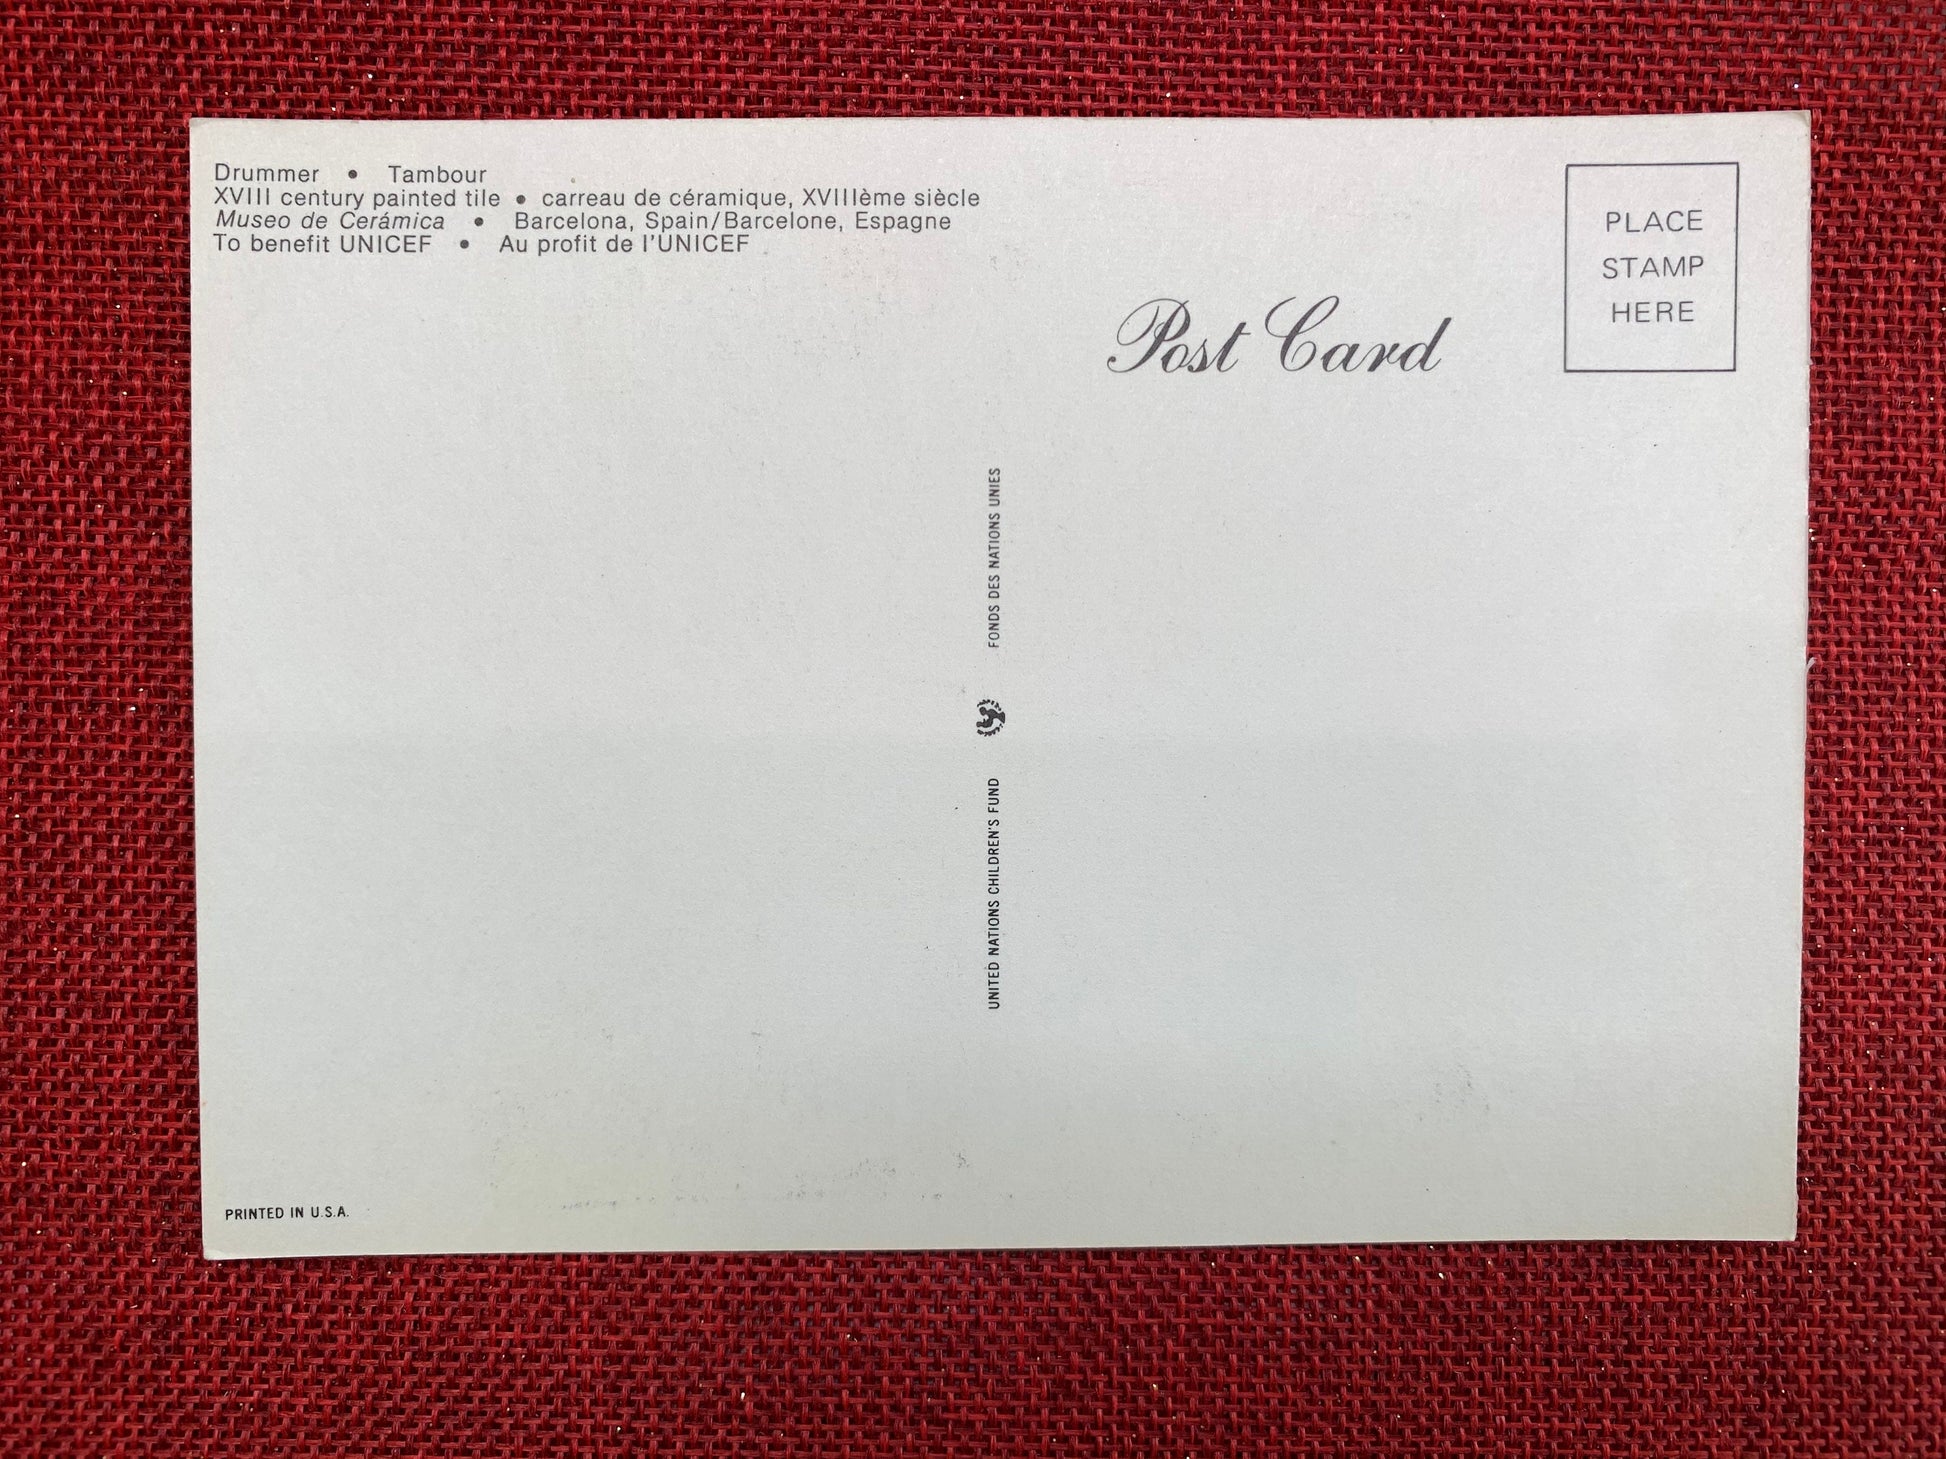 Drummer • Tambour
XVIII century painted tile • carreau de céramique, XVIIIème siècle
Museo de Cerámica • Barcelona, Spain/Barcelone, Espagne
To benefit UNICEF • Au profit de l'UNICEF
PLACE
STAMP
HERE
Post Card
UNITED NATIONS CHILDREN'S FUND
FONDS DES NATIONS UNIES
PRINTED IN U.S.A.